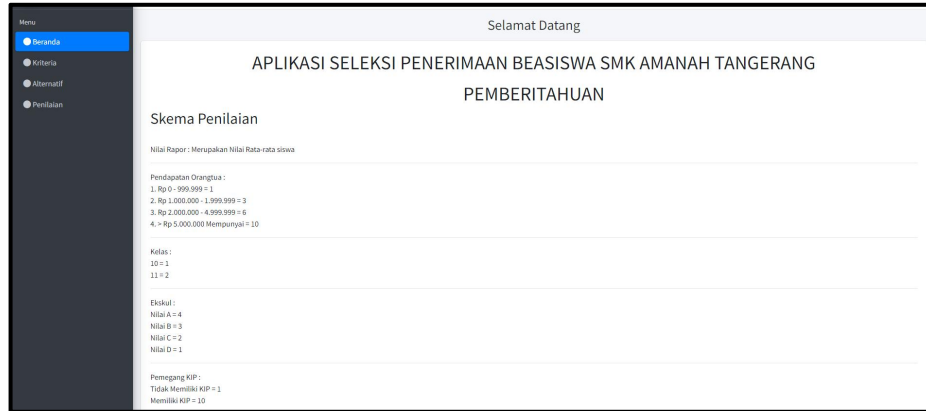 Menu
Beranda
Kriteria
Alternatif
Penilaian
Selamat Datang
APLIKASI SELEKSI PENERIMAAN BEASISWA SMK AMANAH TANGERANG
PEMBERITAHUAN
Skema Penilaian
Nilai Rapor : Merupakan Nilai Rata-rata siswa
Pendapatan Orangtua :
1. Rp 0 - 999.999 = 1
2. Rp 1.000.000 - 1.999.999 = 3
3. Rp 2.000.000 - 4.999.999 = 6
4. > Rp 5.000.000 Mempunyai = 10
Kelas :
10 = 1
11 = 2
Ekskul :
Nilai A = 4
Nilai B = 3
Nilai C = 2
Nilai D = 1
Pemegang KIP :
Tidak Memiliki KIP = 1
Memiliki KIP = 10